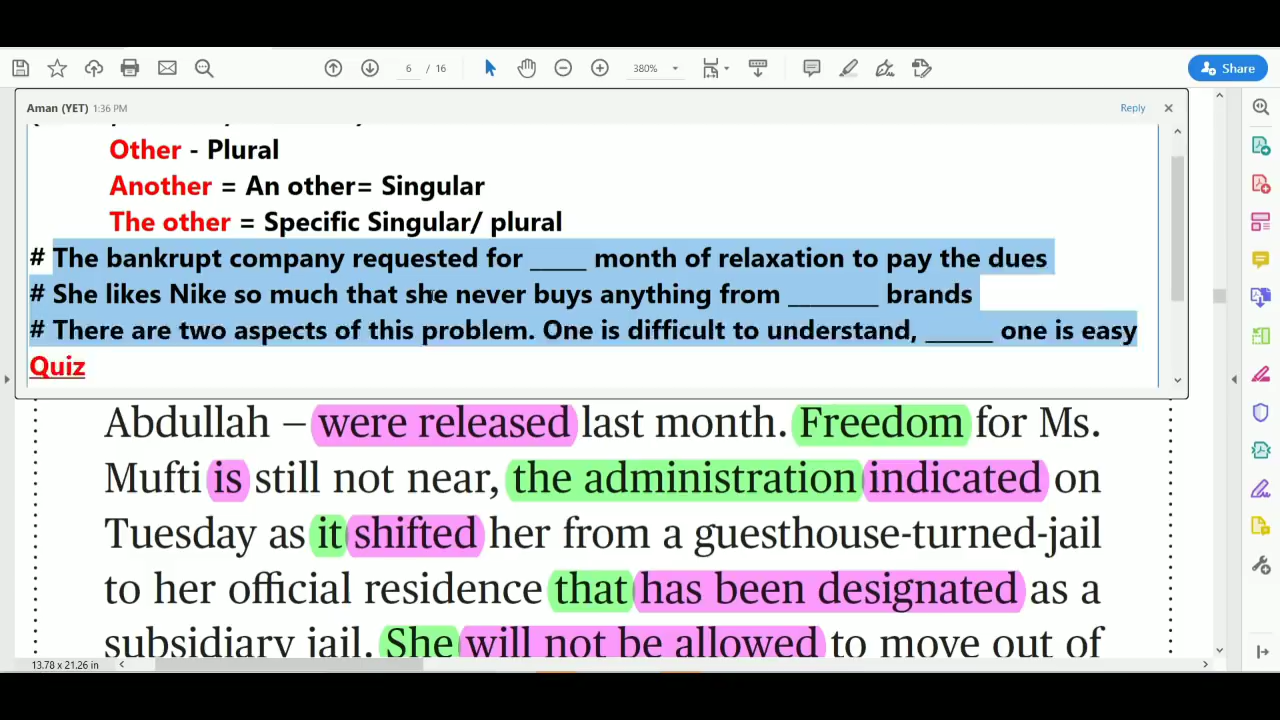 6 / 16
380%
Share
Aman (YET) 1:36 PM
Reply
Other - Plural
Another = An other= Singular
The other = Specific Singular/ plural
# The bankrupt company requested for _____ month of relaxation to pay the dues
# She likes Nike so much that she never buys anything from ________ brands
# There are two aspects of this problem. One is difficult to understand, ______ one is easy
Quiz
Abdullah – were released last month. Freedom for Ms.
Mufti is still not near, the administration indicated on
Tuesday as it shifted her from a guesthouse-turned-jail
to her official residence that has been designated as a
subsidiary jail. She will not be allowed to move out of
13.78 x 21.26 in